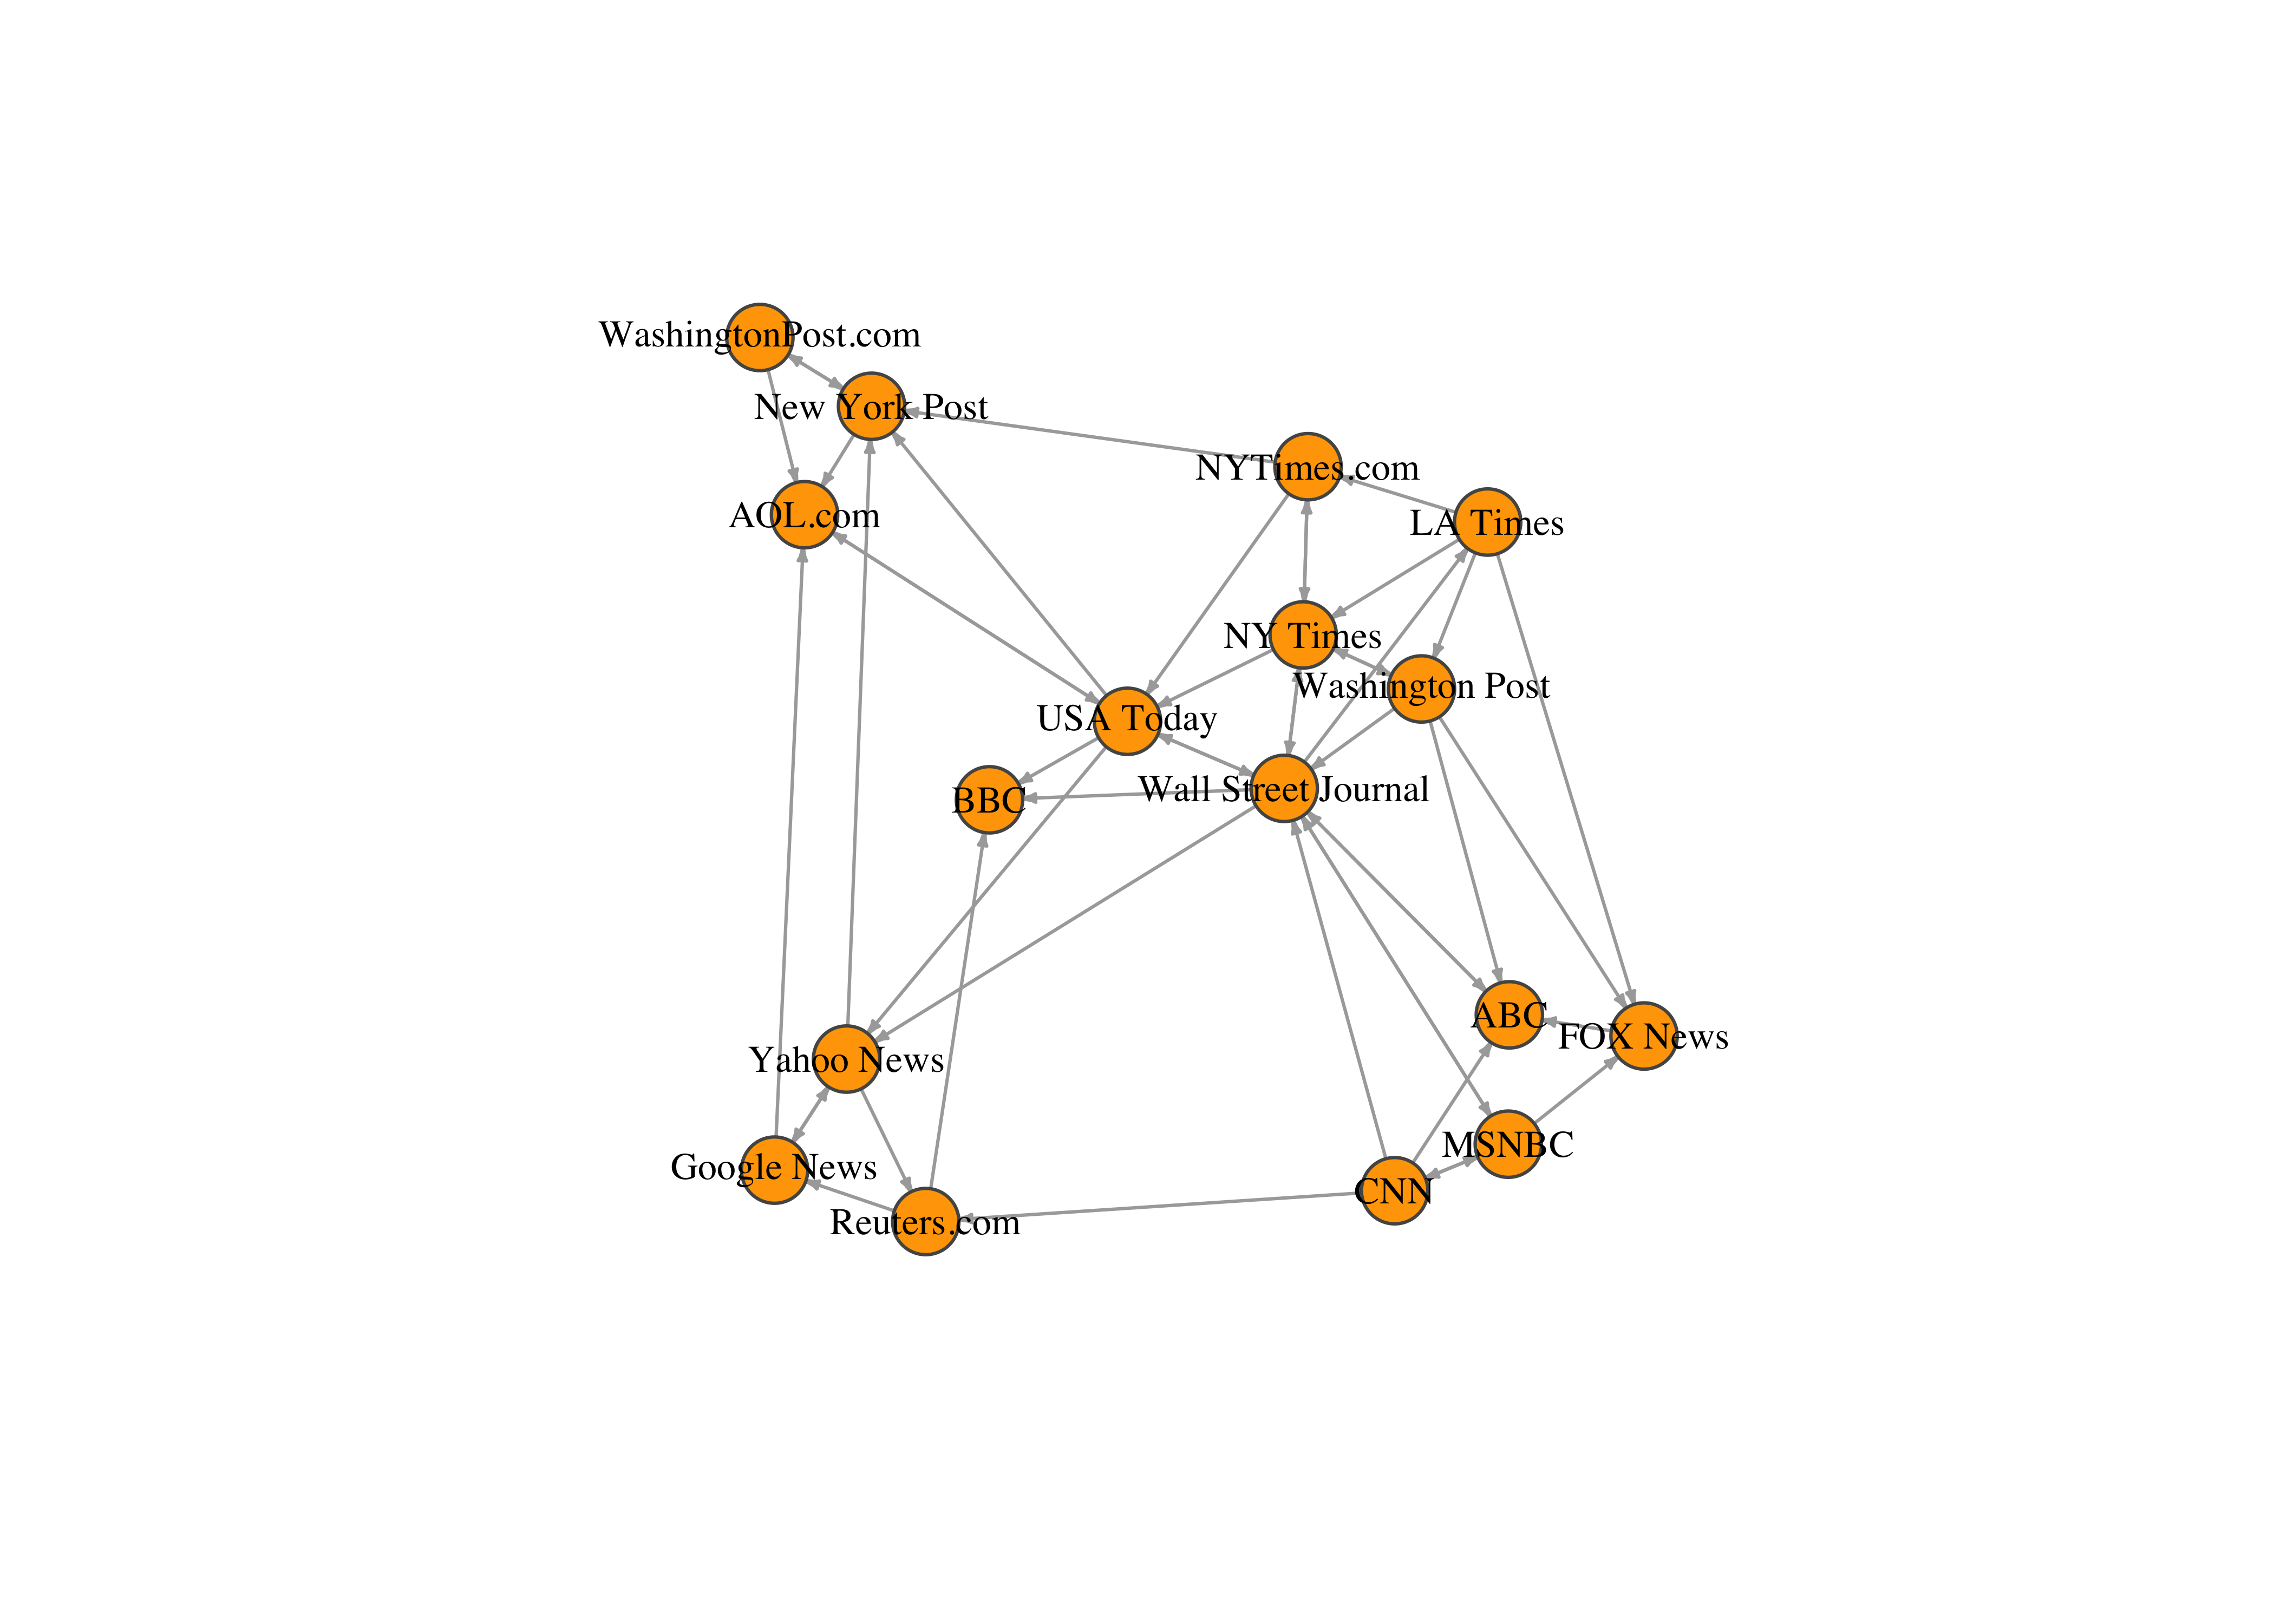 WashingtonPost.com
New York Post
NYTimes.com
AOL.com
LA Times
NY Times
Washington Post
USA Today
Wall Street Journal
BBC
ABC
FOX News
Yahoo News
MSNBC
Google News
CNN
Reuters.com